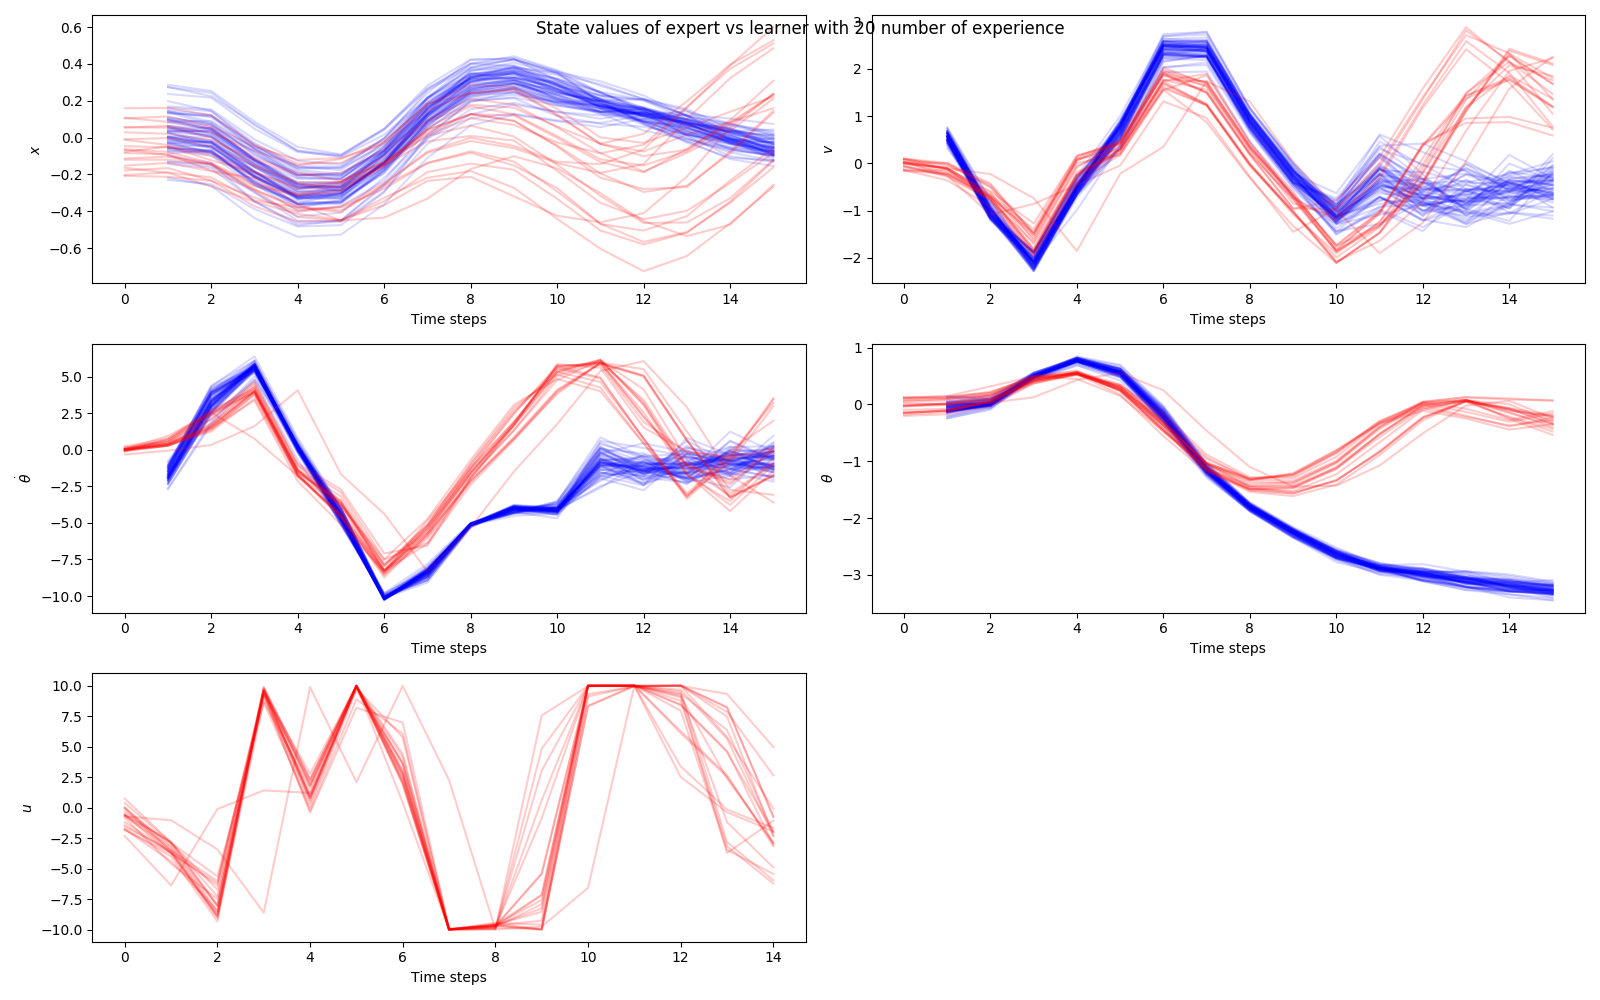 State values of expert vs learner with 20 number of experience
0.6
0.4
0.2
0.0
−0.2
−0.4
−0.6
x
0 2 4 6 8 10 12 14
Time steps
3
2
1
0
−1
−2
v
0 2 4 6 8 10 12 14
Time steps
5.0
2.5
0.0
−2.5
−5.0
−7.5
−10.0
θ̇
0 2 4 6 8 10 12 14
Time steps
1
0
−1
−2
−3
θ
0 2 4 6 8 10 12 14
Time steps
10.0
7.5
5.0
2.5
0.0
−2.5
−5.0
−7.5
−10.0
u
0 2 4 6 8 10 12 14
Time steps